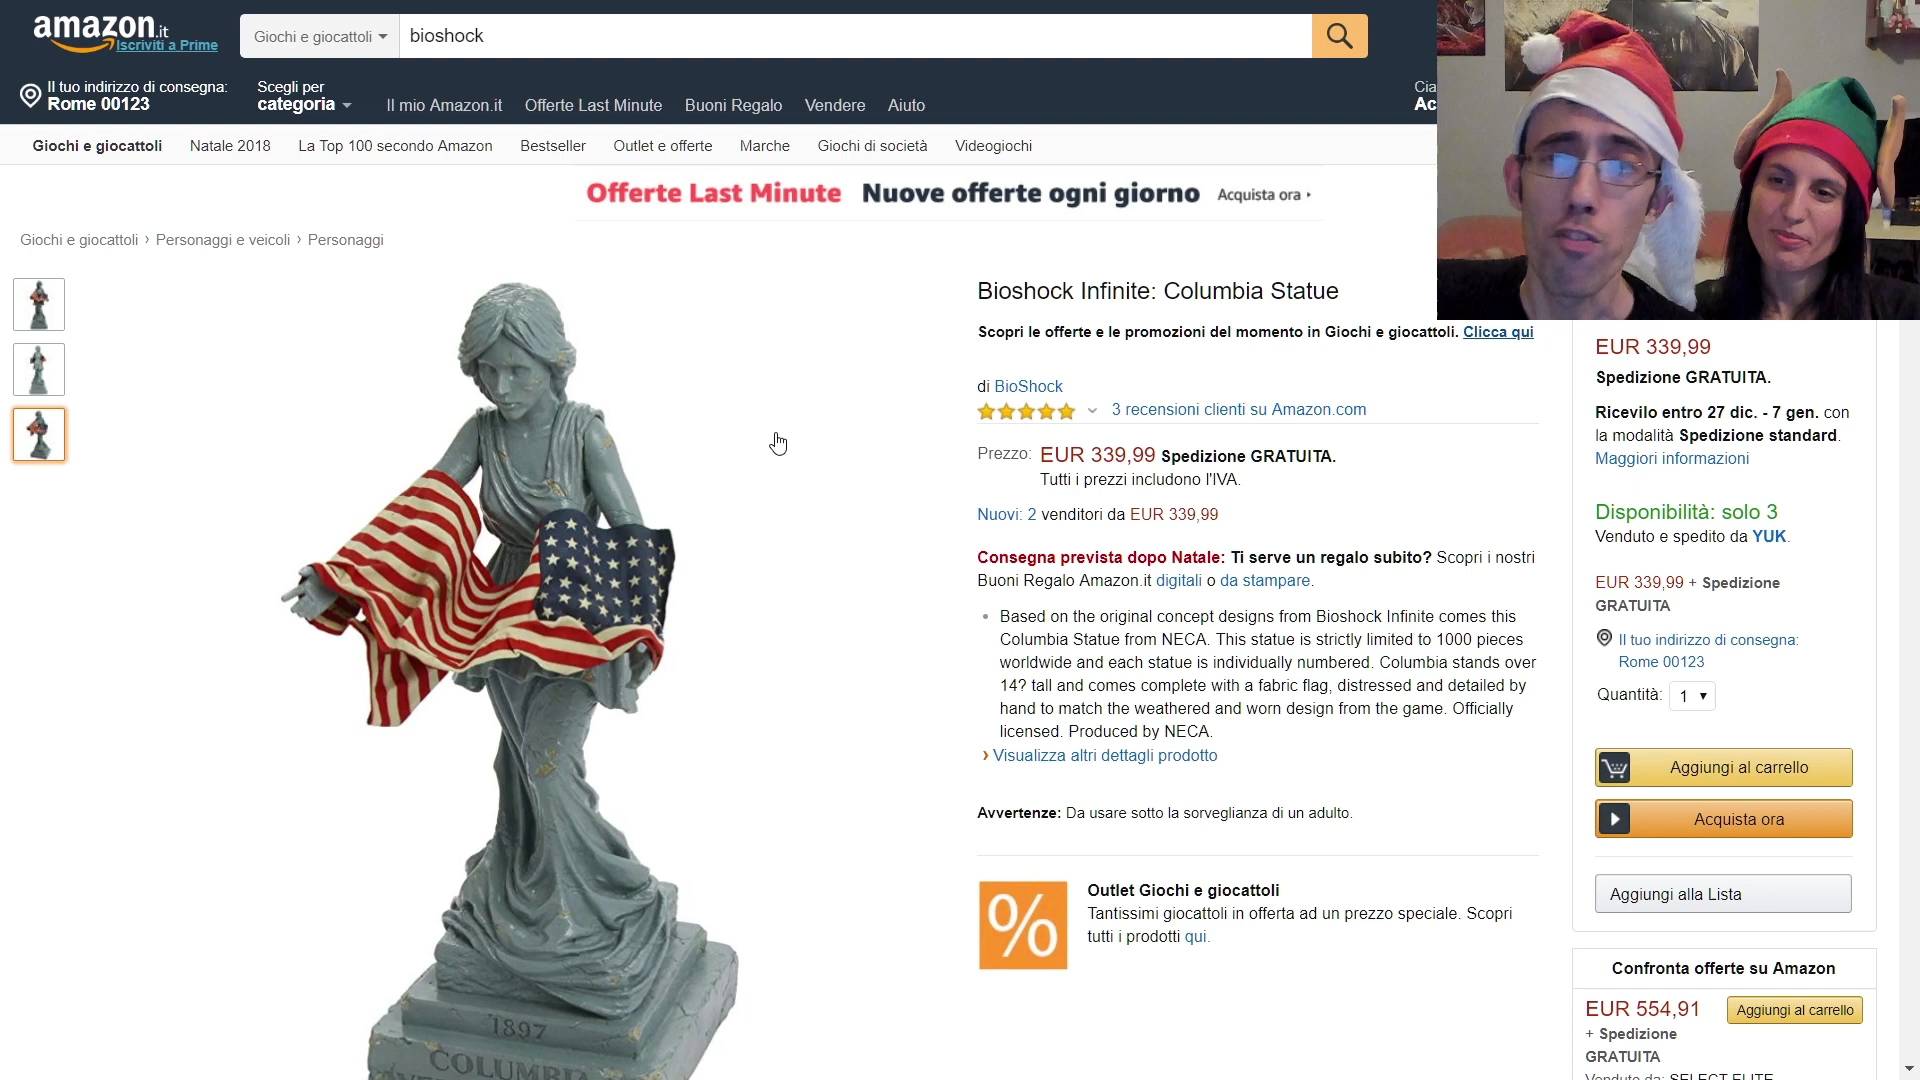 amazon.it
Iscriviti a Prime
Giochi e giocattoli
bioshock
Il tuo indirizzo di consegna:
Rome 00123
Scegli per
categoria
Il mio Amazon.it
Offerte Last Minute
Buoni Regalo
Vendere
Aiuto
Cia
Ac
Giochi e giocattoli
Natale 2018
La Top 100 secondo Amazon
Bestseller
Outlet e offerte
Marche
Giochi di società
Videogiochi
Offerte Last Minute Nuove offerte ogni giorno Acquista ora
Giochi e giocattoli › Personaggi e veicoli › Personaggi
1897
COLUMBIA
Bioshock Infinite: Columbia Statue
Scopri le offerte e le promozioni del momento in Giochi e giocattoli. Clicca qui
di BioShock
3 recensioni clienti su Amazon.com
Prezzo: EUR 339,99 Spedizione GRATUITA.
Tutti i prezzi includono l'IVA.
Nuovi: 2 venditori da EUR 339,99
Consegna prevista dopo Natale: Ti serve un regalo subito? Scopri i nostri
Buoni Regalo Amazon.it digitali o da stampare.
Based on the original concept designs from Bioshock Infinite comes this
Columbia Statue from NECA. This statue is strictly limited to 1000 pieces
worldwide and each statue is individually numbered. Columbia stands over
14? tall and comes complete with a fabric flag, distressed and detailed by
hand to match the weathered and worn design from the game. Officially
licensed. Produced by NECA.
› Visualizza altri dettagli prodotto
Avvertenze: Da usare sotto la sorveglianza di un adulto.
%
Outlet Giochi e giocattoli
Tantissimi giocattoli in offerta ad un prezzo speciale. Scopri
tutti i prodotti qui.
EUR 339,99
Spedizione GRATUITA.
Ricevilo entro 27 dic. - 7 gen. con
la modalità Spedizione standard.
Maggiori informazioni
Disponibilità: solo 3
Venduto e spedito da YUK.
EUR 339,99 + Spedizione
GRATUITA
Il tuo indirizzo di consegna:
Rome 00123
Quantità: 1
Aggiungi al carrello
Acquista ora
Aggiungi alla Lista
Confronta offerte su Amazon
EUR 554,91
Aggiungi al carrello
+ Spedizione
GRATUITA
Venduto da: SELECT ELITE